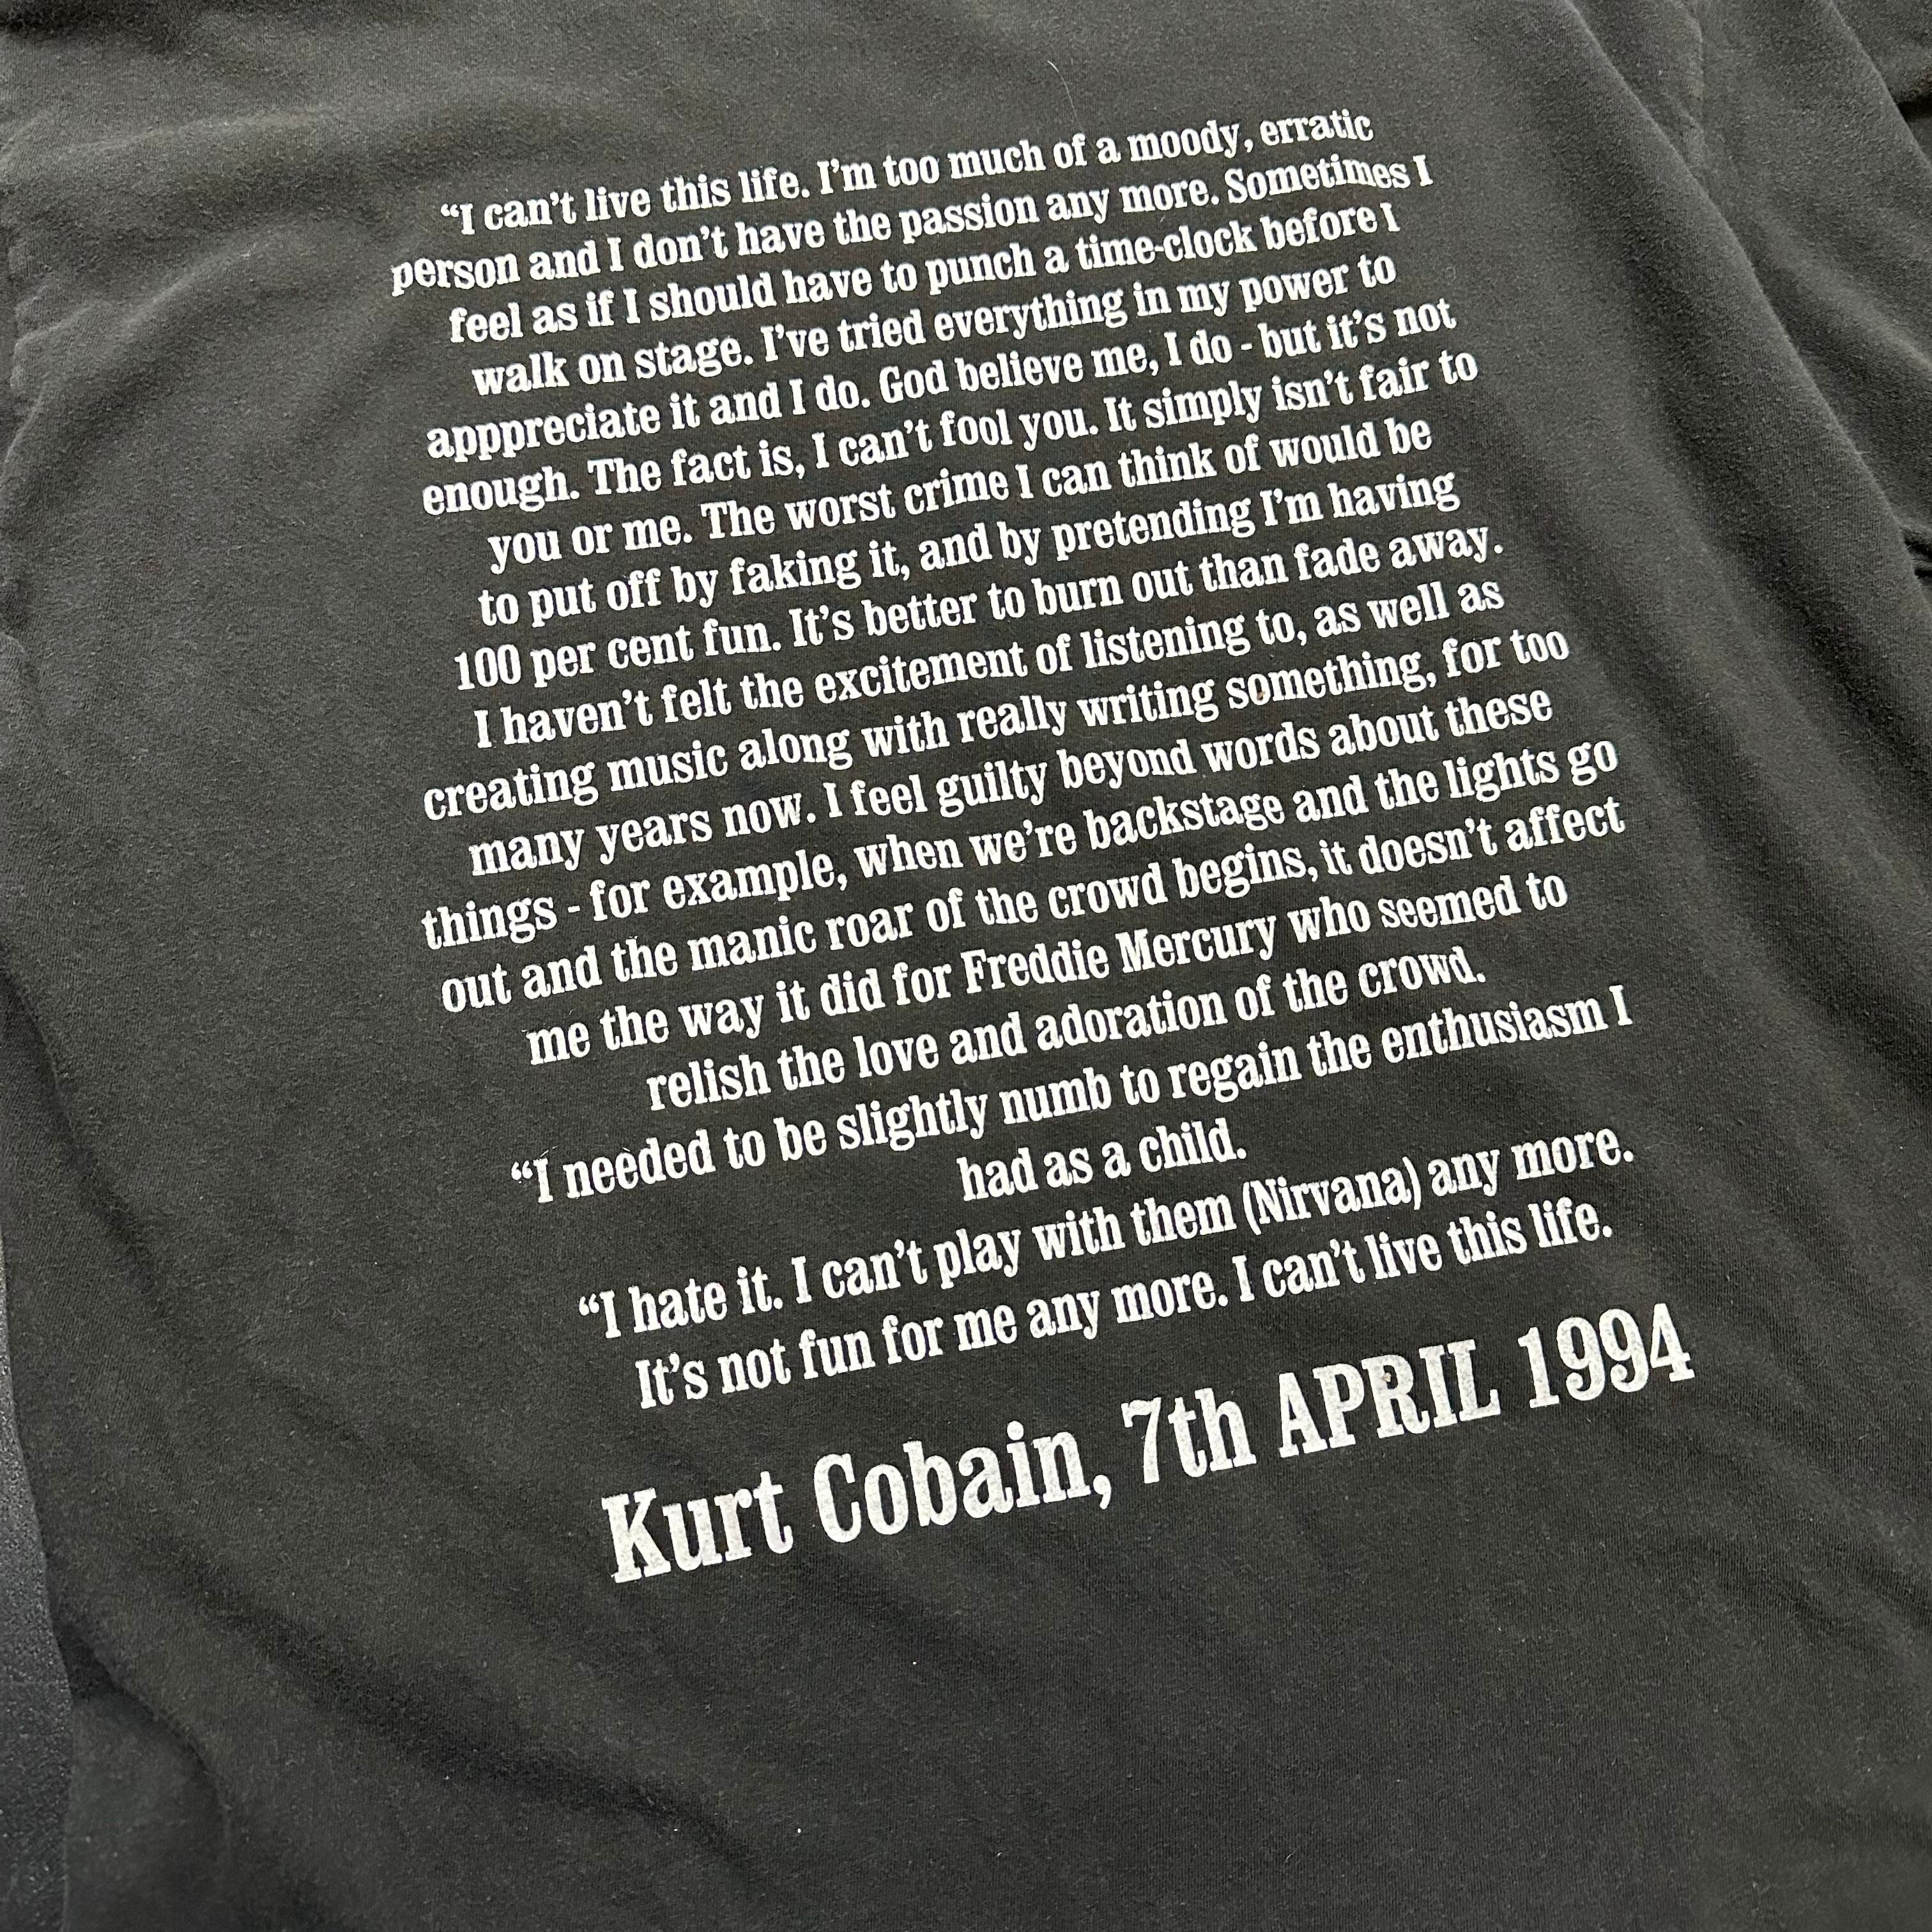 “I can’t live this life. I’m too much of a moody, erratic
person and I don’t have the passion any more. Sometimes I
feel as if I should have to punch a time-clock before I
walk on stage. I’ve tried everything in my power to
apppreciate it and I do. God believe me, I do - but it’s not
enough. The fact is, I can’t fool you. It simply isn’t fair to
you or me. The worst crime I can think of would be
to put off by faking it, and by pretending I’m having
100 per cent fun. It’s better to burn out than fade away.
I haven’t felt the excitement of listening to, as well as
creating music along with really writing something, for too
many years now. I feel guilty beyond words about these
things - for example, when we’re backstage and the lights go
out and the manic roar of the crowd begins, it doesn’t affect
me the way it did for Freddie Mercury who seemed to
relish the love and adoration of the crowd.
“I needed to be slightly numb to regain the enthusiasm I
had as a child.
“I hate it. I can’t play with them (Nirvana) any more.
It’s not fun for me any more. I can’t live this life.
Kurt Cobain, 7th APRIL 1994